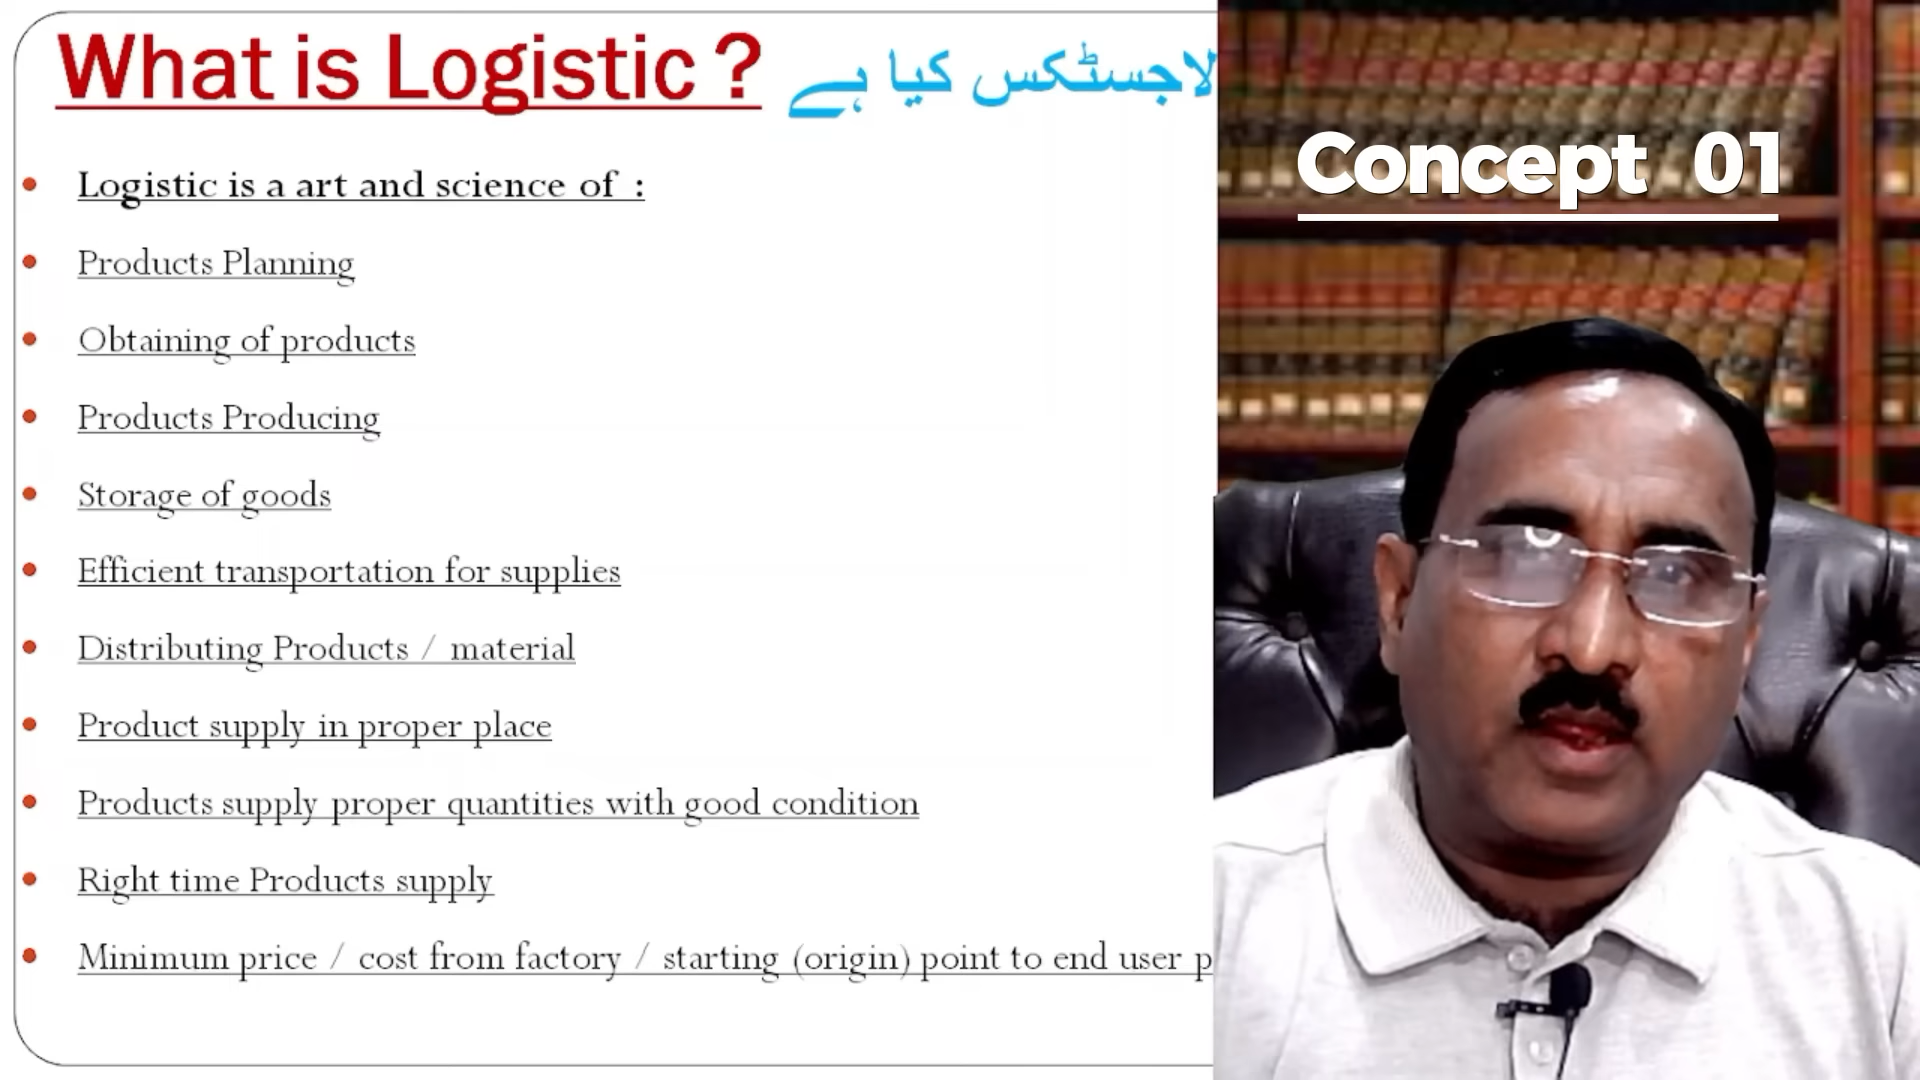 What is Logistic ? لاجسٹکس کیا ہے
Concept 01
Logistic is a art and science of :
Products Planning
Obtaining of products
Products Producing
Storage of goods
Efficient transportation for supplies
Distributing Products / material
Product supply in proper place
Products supply proper quantities with good condition
Right time Products supply
Minimum price / cost from factory / starting (origin) point to end user